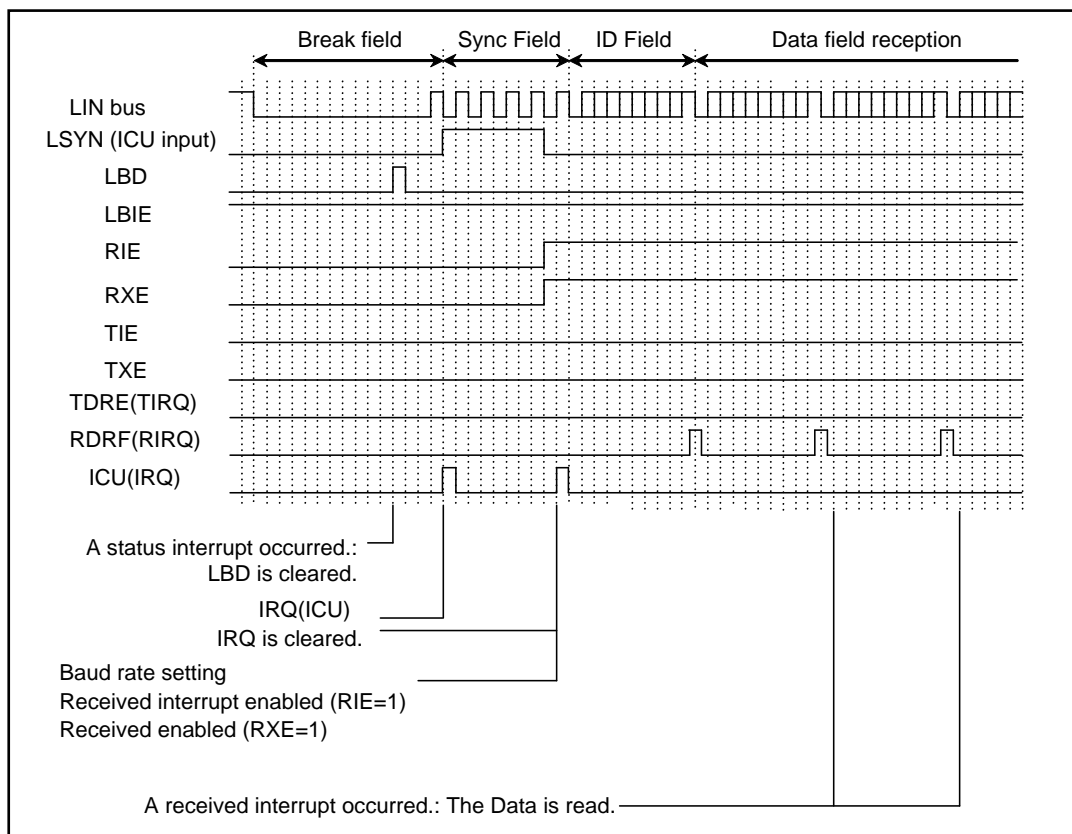 Break field Sync Field ID Field Data field reception
LIN bus
LSYN (ICU input)
LBD
LBIE
RIE
RXE
TIE
TXE
TDRE(TIRQ)
RDRF(RIRQ)
ICU(IRQ)
A status interrupt occurred.:
LBD is cleared.
IRQ(ICU)
IRQ is cleared.
Baud rate setting
Received interrupt enabled (RIE=1)
Received enabled (RXE=1)
A received interrupt occurred.: The Data is read.